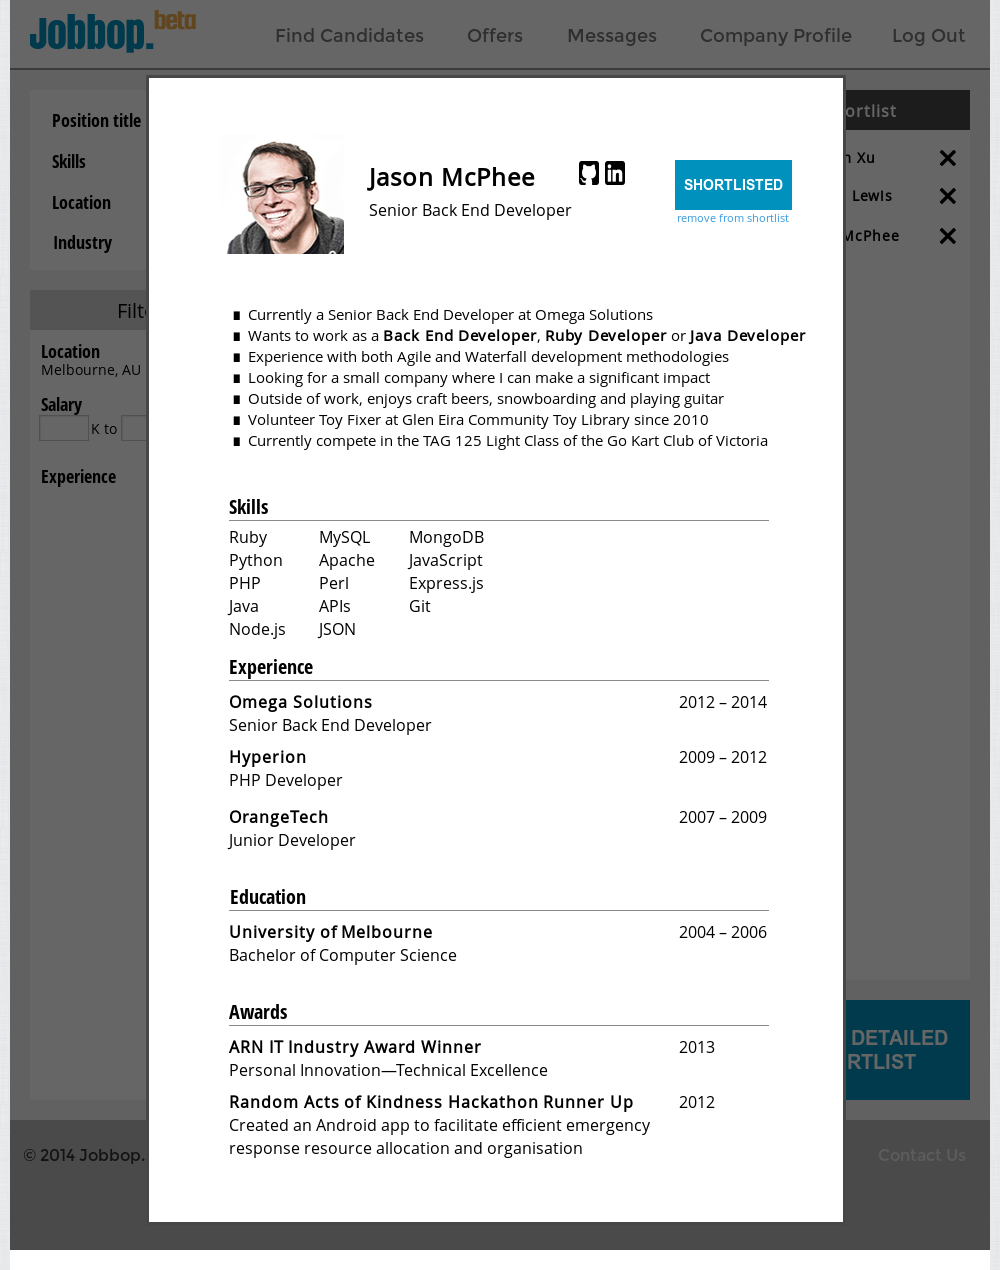 Jobbop.beta
Find Candidates Offers Messages Company Profile Log Out
Position title
Skills
Location
Industry
Location
Melbourne, AU
Salary
K to
Experience
Jason McPhee
Senior Back End Developer
SHORTLISTED
remove from shortlist
Currently a Senior Back End Developer at Omega Solutions
Wants to work as a Back End Developer, Ruby Developer or Java Developer
Experience with both Agile and Waterfall development methodologies
Looking for a small company where I can make a significant impact
Outside of work, enjoys craft beers, snowboarding and playing guitar
Volunteer Toy Fixer at Glen Eira Community Toy Library since 2010
Currently compete in the TAG 125 Light Class of the Go Kart Club of Victoria
Skills
Ruby MySQL MongoDB
Python Apache JavaScript
PHP Perl Express.js
Java APIs Git
Node.js JSON
Experience
Omega Solutions 2012 – 2014
Senior Back End Developer
Hyperion 2009 – 2012
PHP Developer
OrangeTech 2007 – 2009
Junior Developer
Education
University of Melbourne 2004 – 2006
Bachelor of Computer Science
Awards
ARN IT Industry Award Winner 2013
Personal Innovation—Technical Excellence
Random Acts of Kindness Hackathon Runner Up 2012
Created an Android app to facilitate efficient emergency
response resource allocation and organisation
Xu
Lewis
McPhee
DETAILED
© 2014 Jobbop.
Contact Us